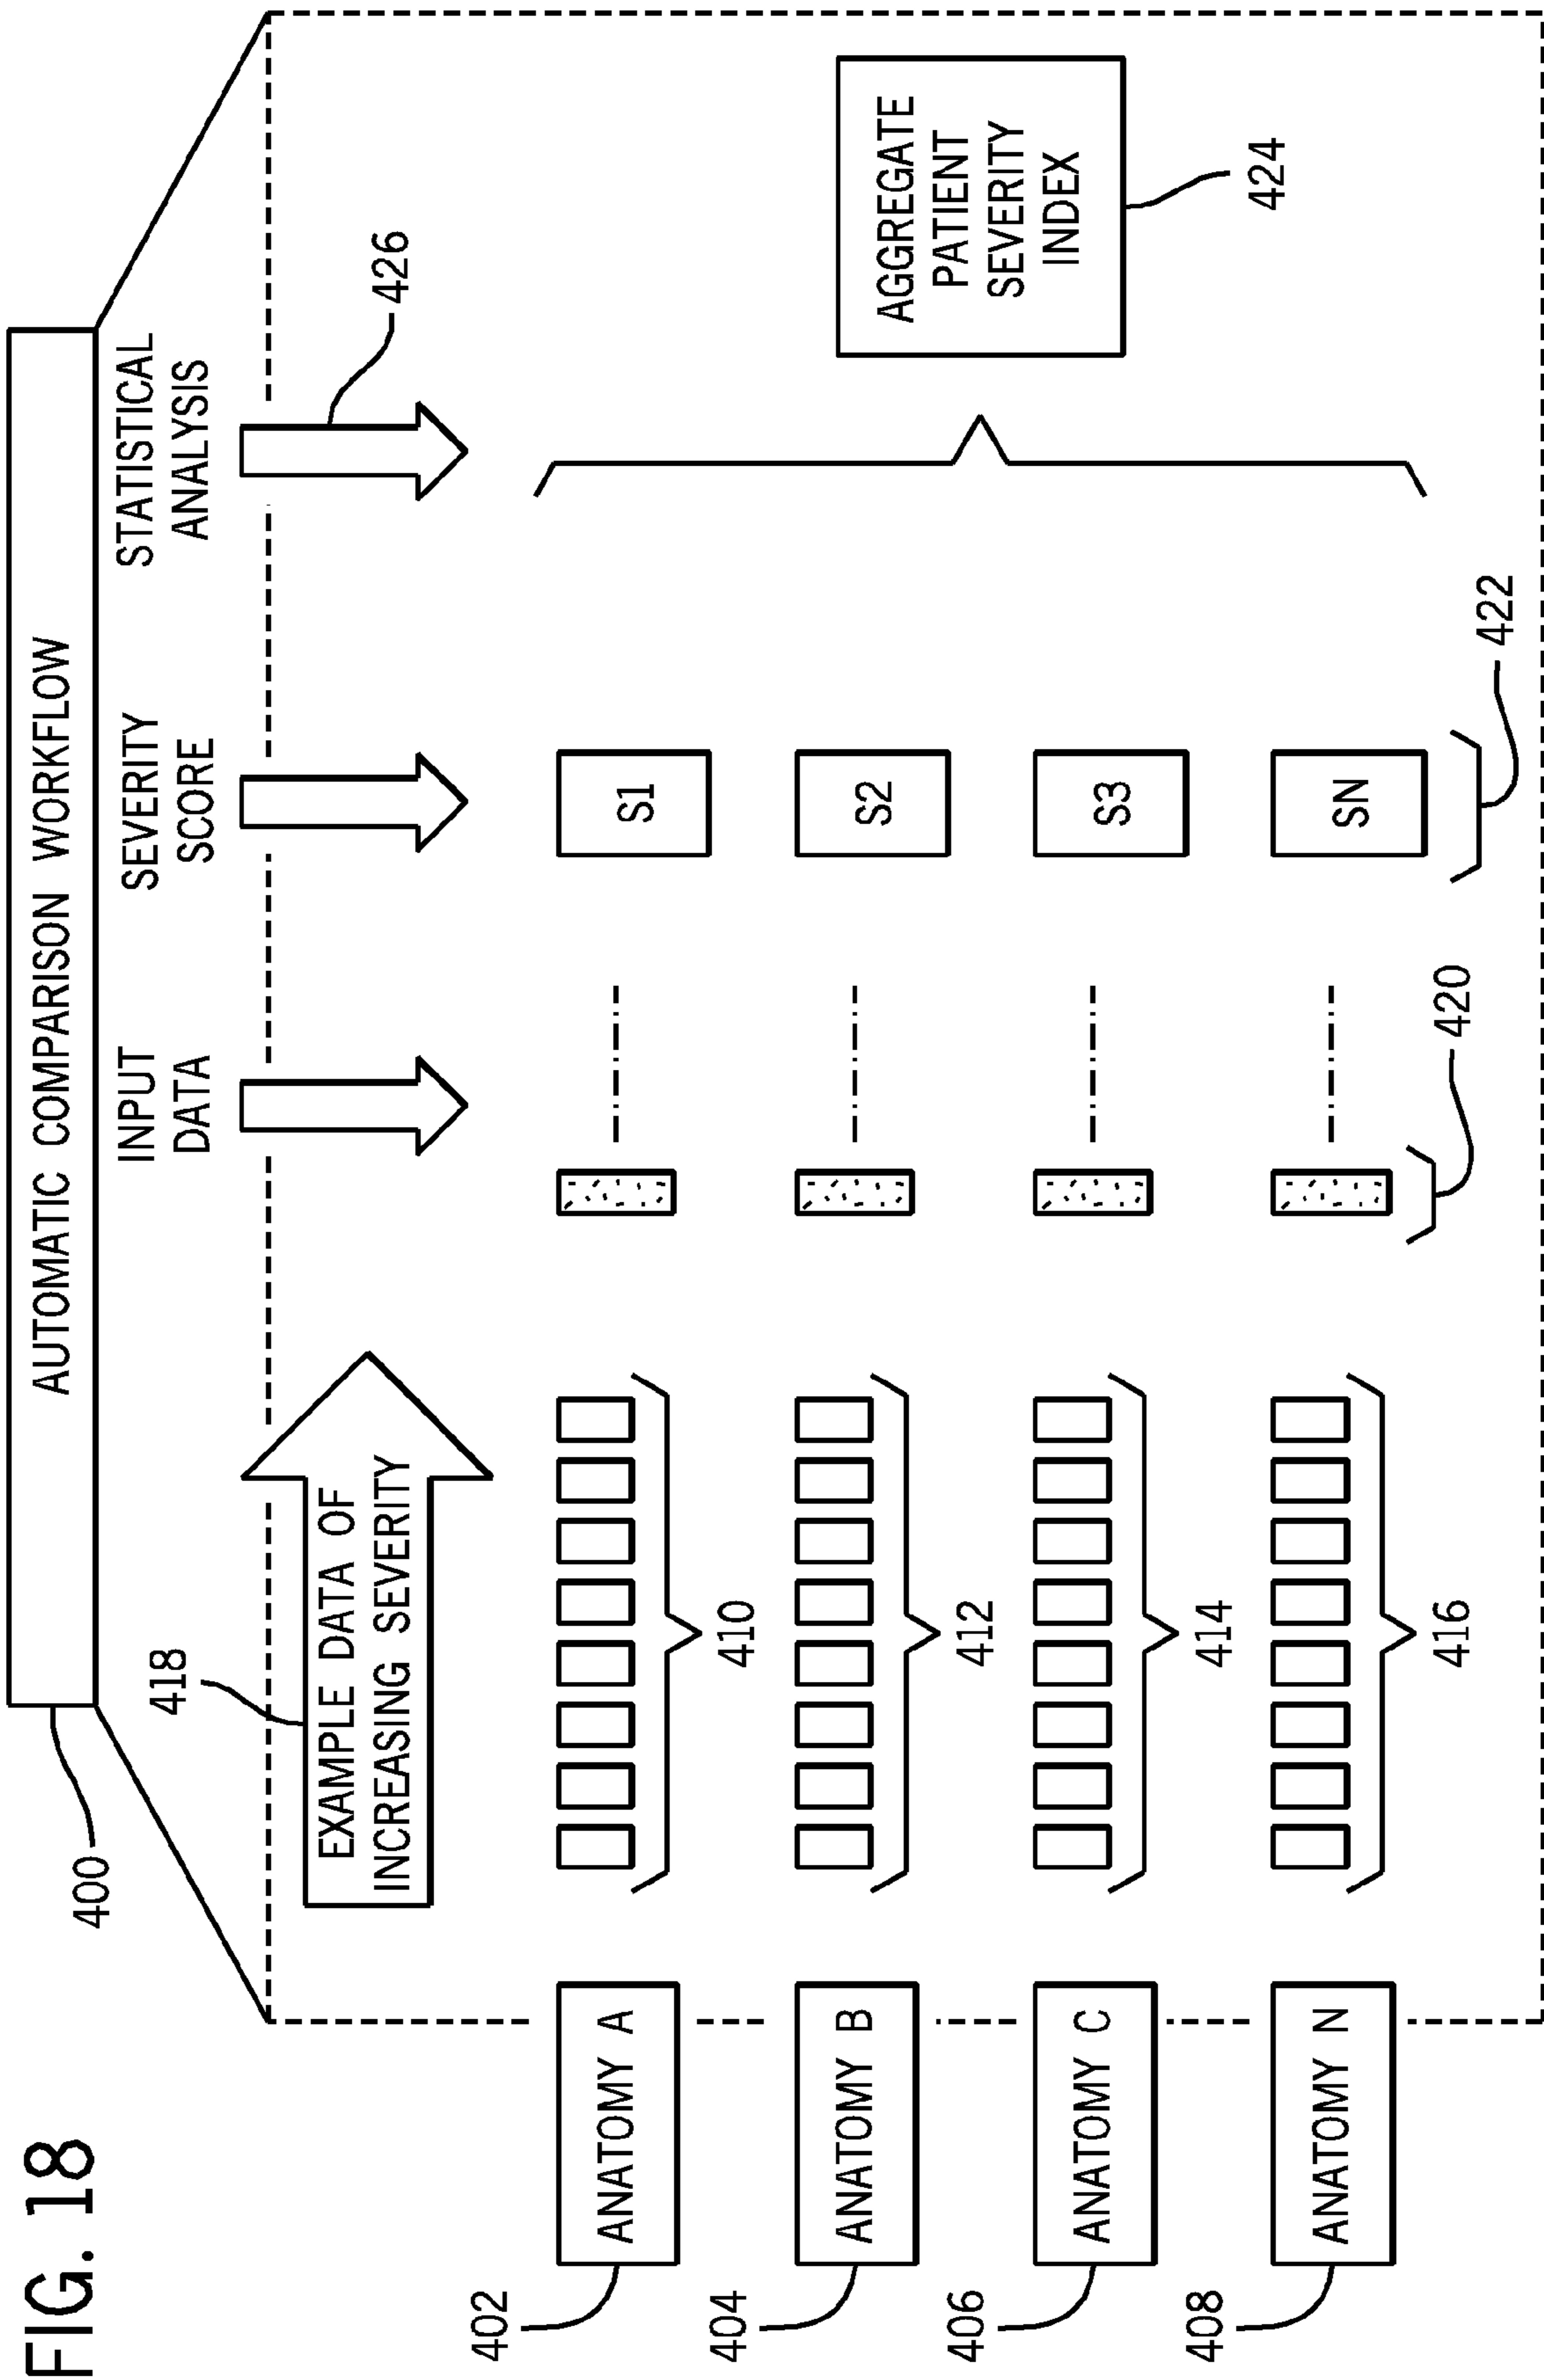 FIG. 18
400
AUTOMATIC COMPARISON WORKFLOW
418
EXAMPLE DATA OF
INCREASING SEVERITY
INPUT
DATA
SEVERITY
SCORE
STATISTICAL
ANALYSIS
426
402
ANATOMY A
410
S1
404
ANATOMY B
412
S2
406
ANATOMY C
414
S3
408
ANATOMY N
416
420
SN
422
AGGREGATE
PATIENT
SEVERITY
INDEX
424